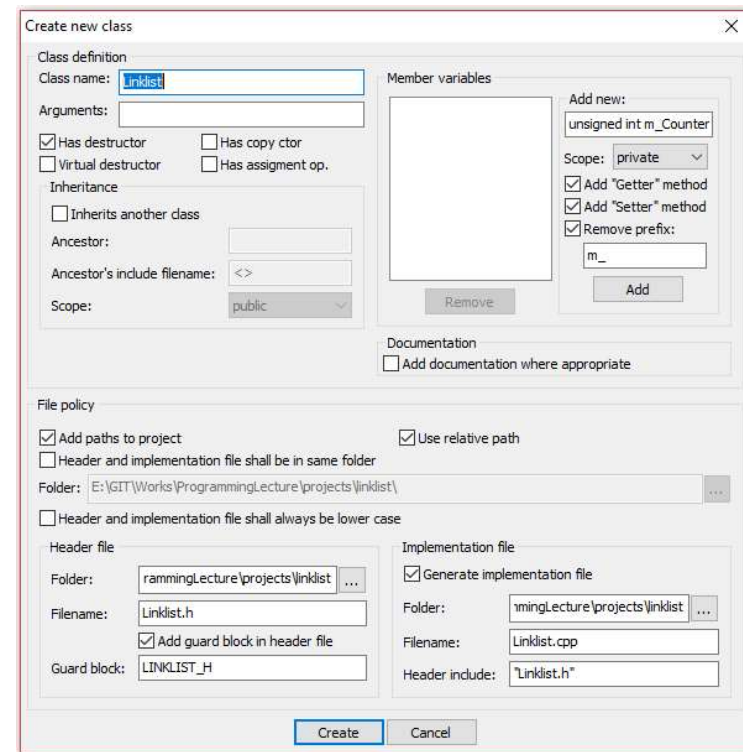 Create new class
Class definition
Class name: Linklist
Arguments:
Has destructor
Has copy ctor
Virtual destructor
Has assigment op.
Inheritance
Inherits another class
Ancestor:
Ancestor's include filename: <>
Scope: public
Member variables
Add new:
unsigned int m_Counter
Scope: private
Add "Getter" method
Add "Setter" method
Remove prefix:
m_
Add
Remove
Documentation
Add documentation where appropriate
File policy
Add paths to project
Use relative path
Header and implementation file shall be in same folder
Folder: E:\GIT\Works\ProgrammingLecture\projects\linklist\ ...
Header and implementation file shall always be lower case
Header file
Folder: rammingLecture\projects\linklist ...
Filename: Linklist.h
Add guard block in header file
Guard block: LINKLIST_H
Implementation file
Generate implementation file
Folder: mingLecture\projects\linklist ...
Filename: Linklist.cpp
Header include: "Linklist.h"
Create
Cancel